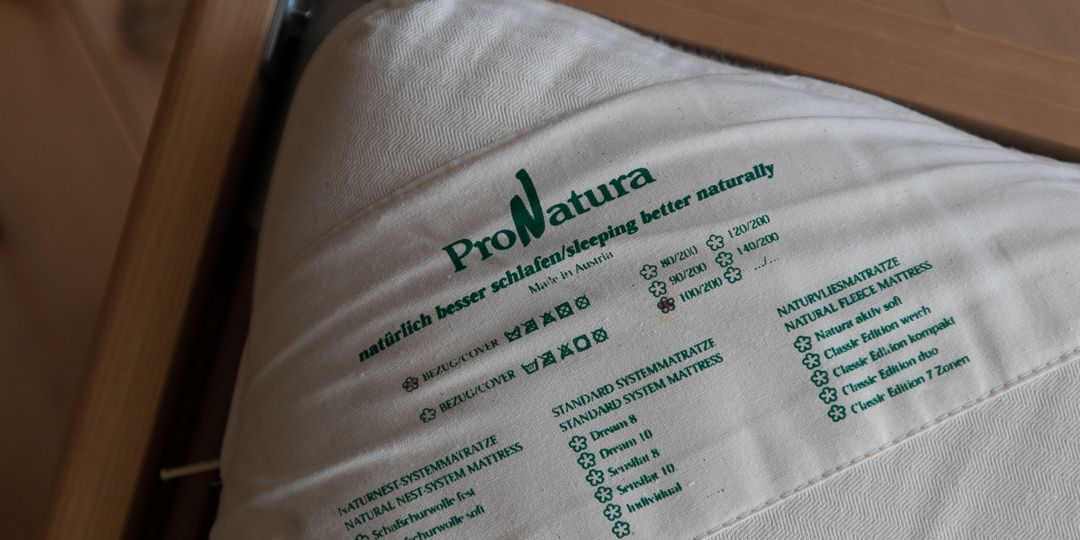 ProNatura
natürlich besser schlafen/sleeping better naturally
Made in Austria
80/200
120/200
90/200
140/200
100/200
.../...
BEZUG/COVER
BEZUG/COVER
NATURVLIESMATRATZE
NATURAL FLEECE MATTRESS
Natura aktiv soft
Classic Edition weich
Classic Edition kompakt
Classic Edition duo
Classic Edition 7 Zonen
STANDARD SYSTEMMATRATZE
STANDARD SYSTEM MATTRESS
Dream 8
Dream 10
Sensitat 8
Sensitat 10
Individual
NATURNEST-SYSTEMMATRATZE
NATURAL NEST-SYSTEM MATTRESS
Schafschurwolle fest
soft